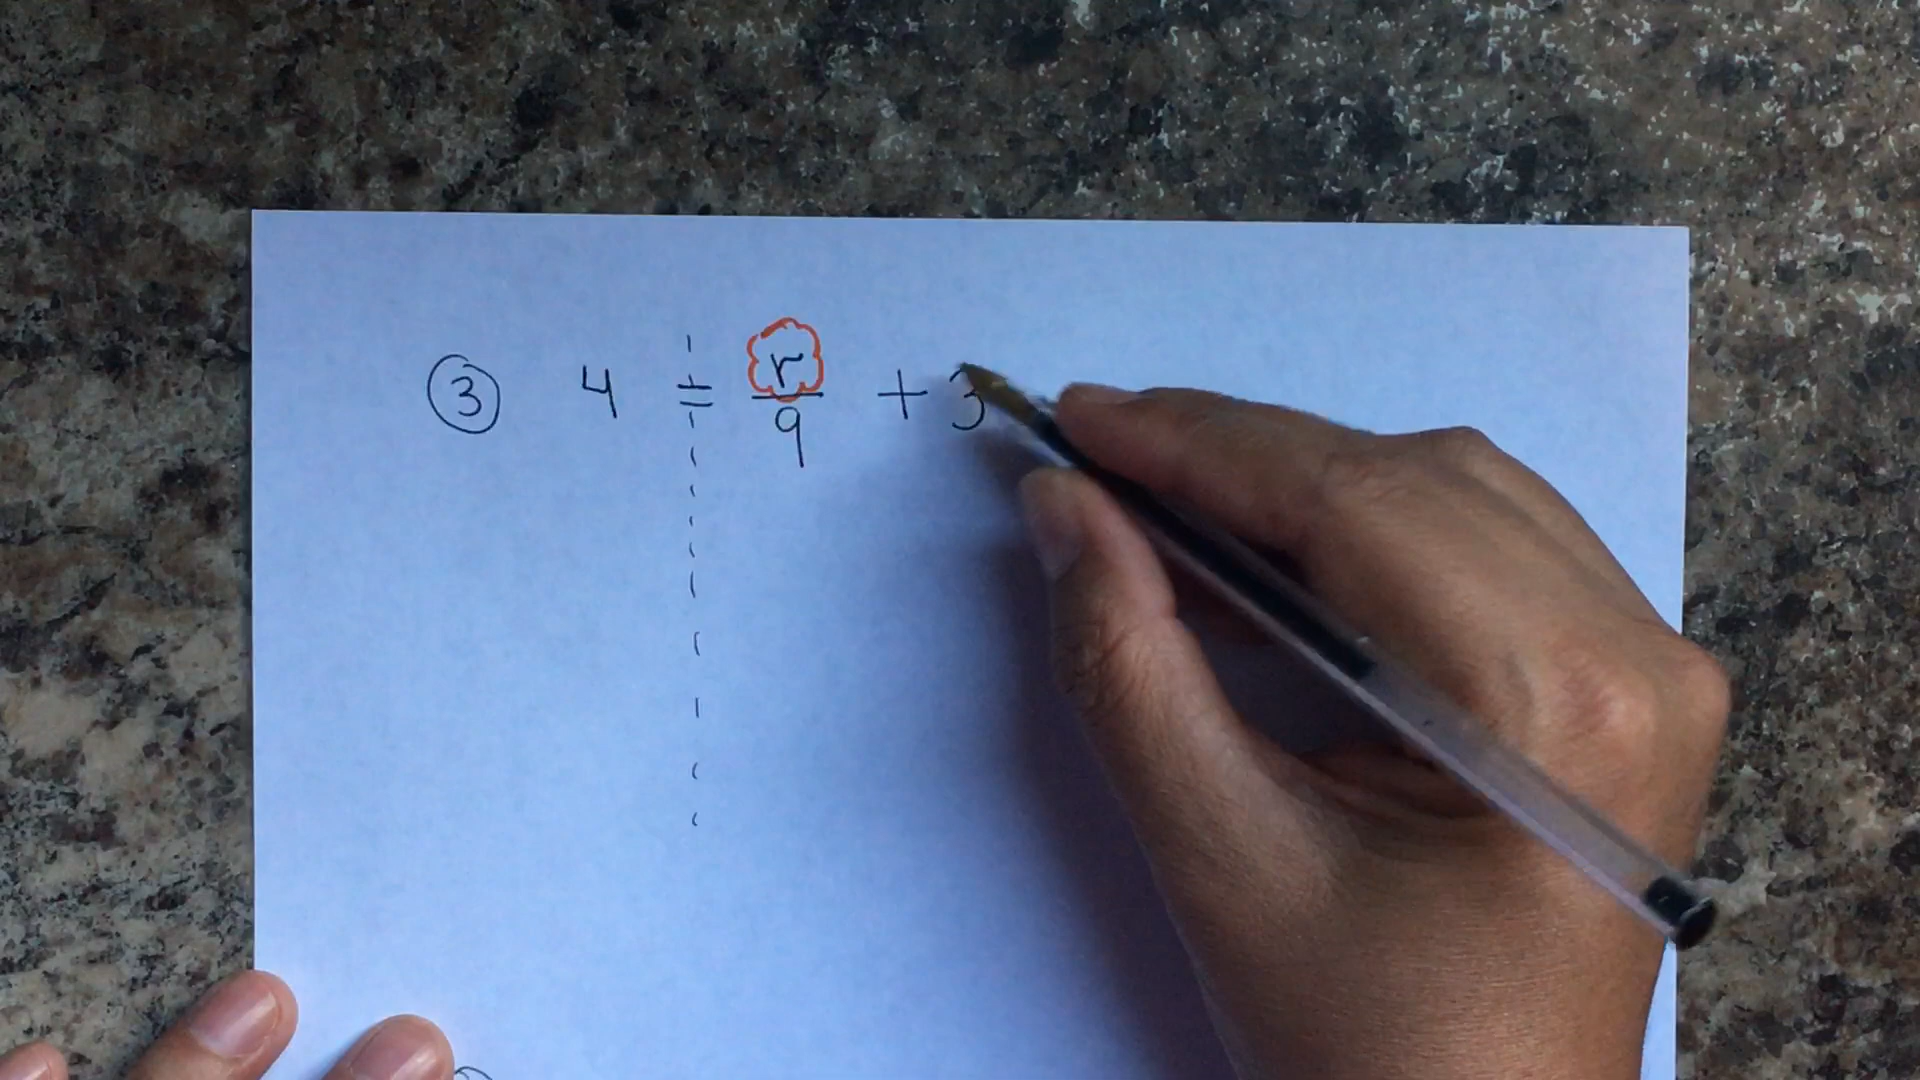 ③ 4 = r/9 + 3